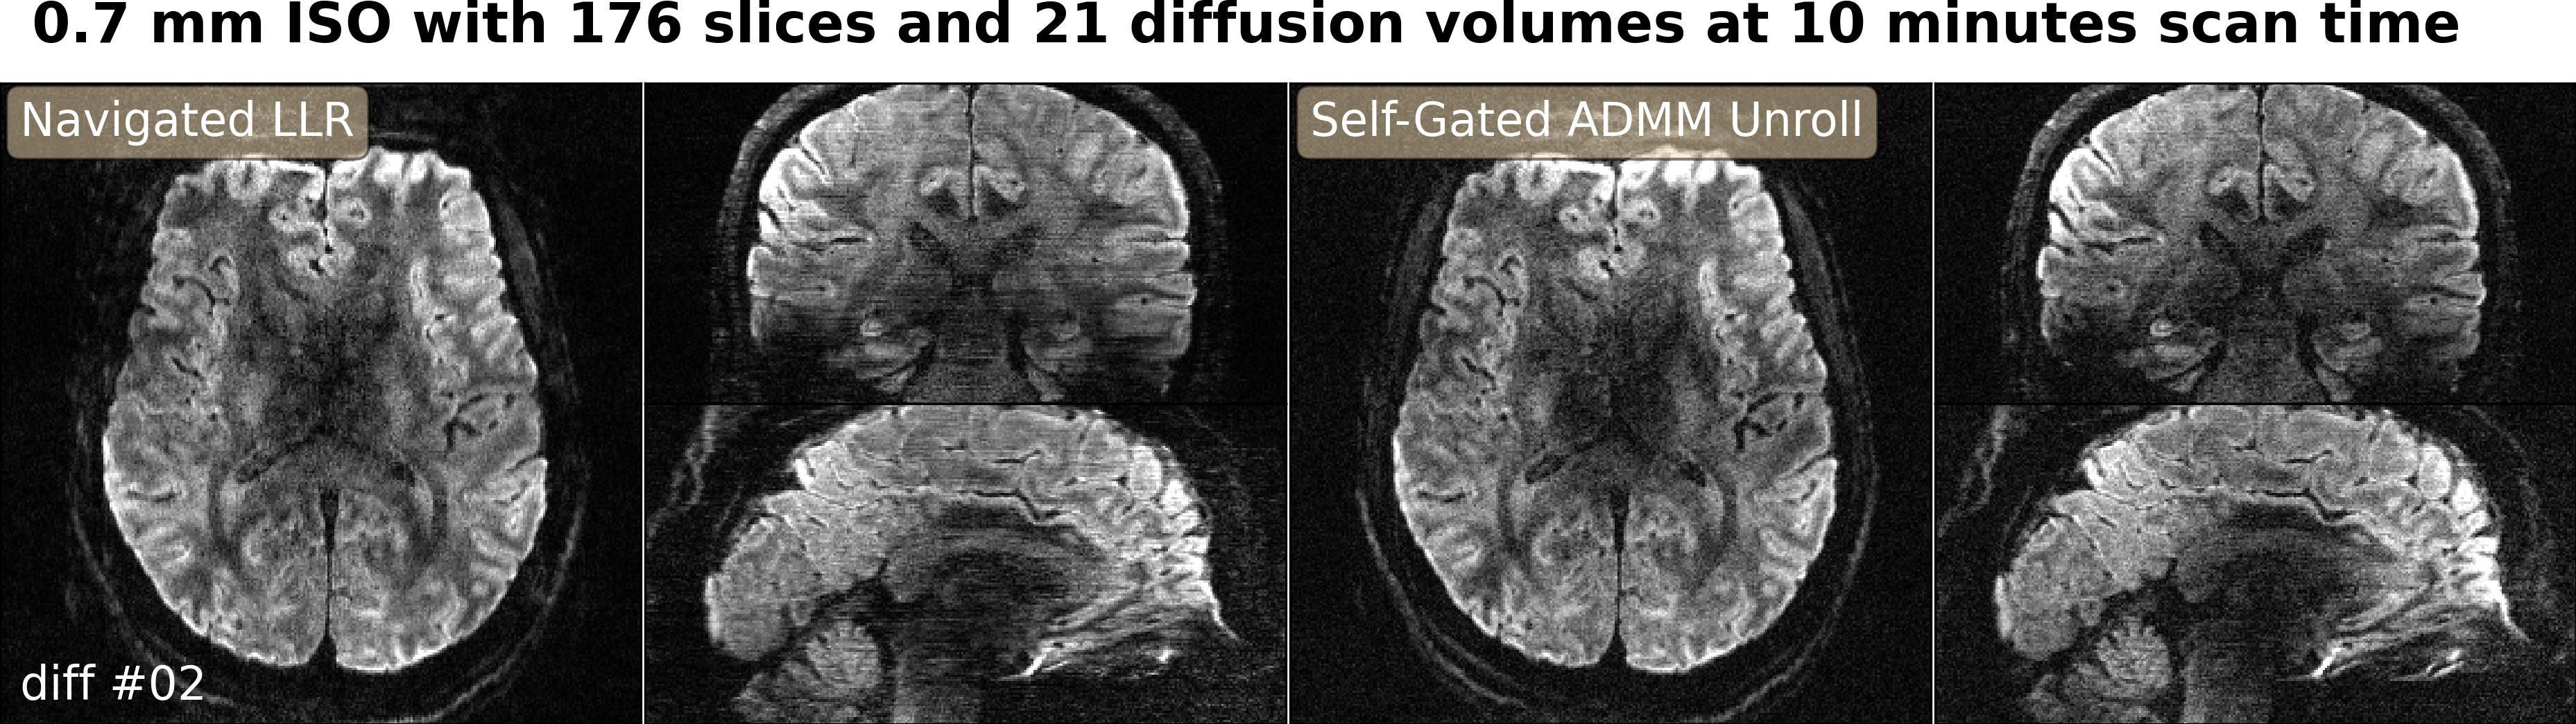 0.7 mm ISO with 176 slices and 21 diffusion volumes at 10 minutes scan time
Navigated LLR
Self-Gated ADMM Unroll
diff #02